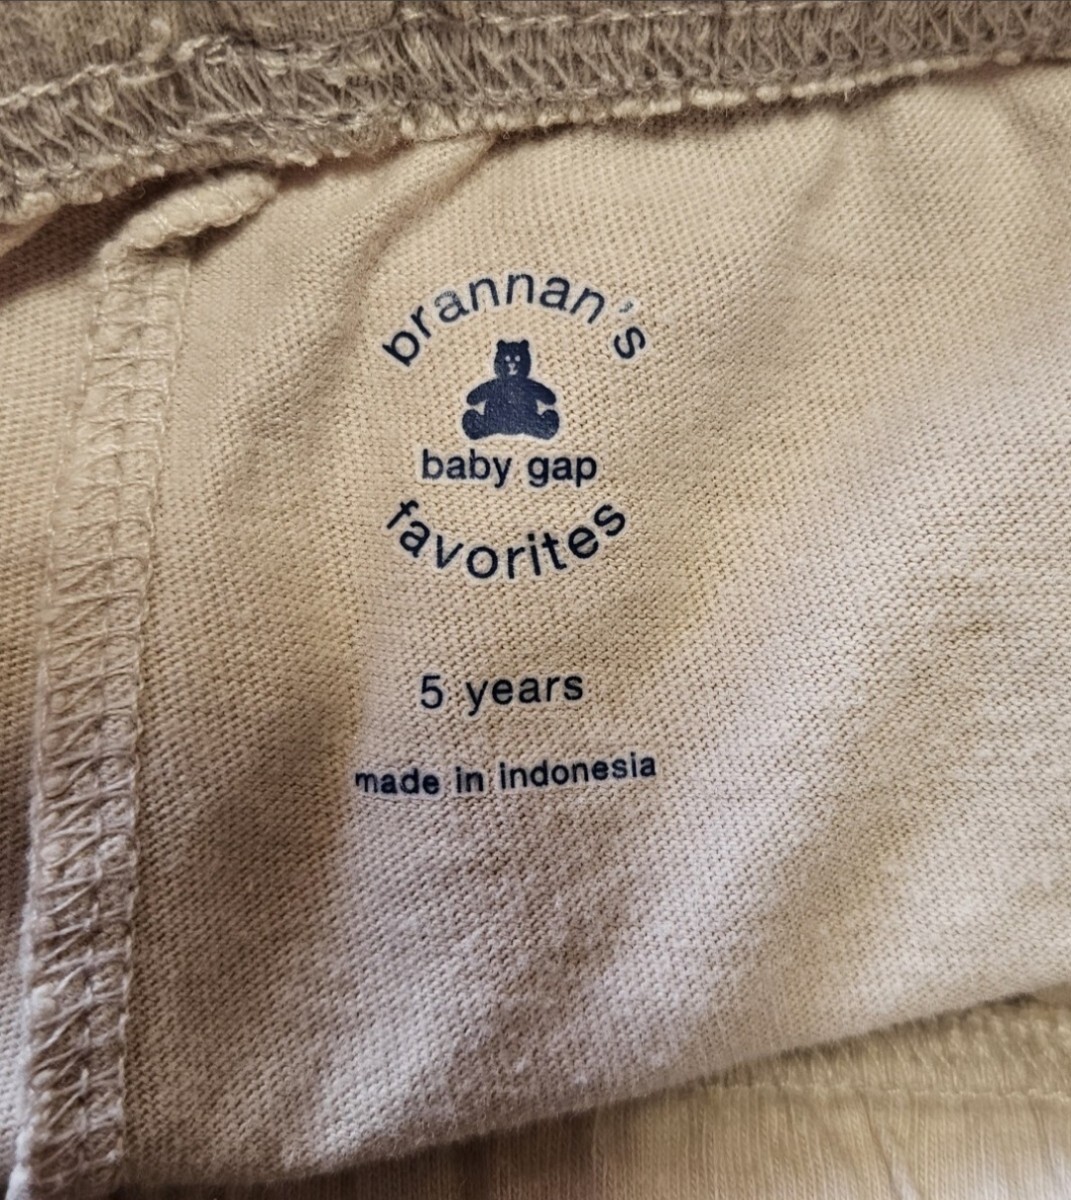 brannan's
baby gap
favorites
5 years
made in indonesia